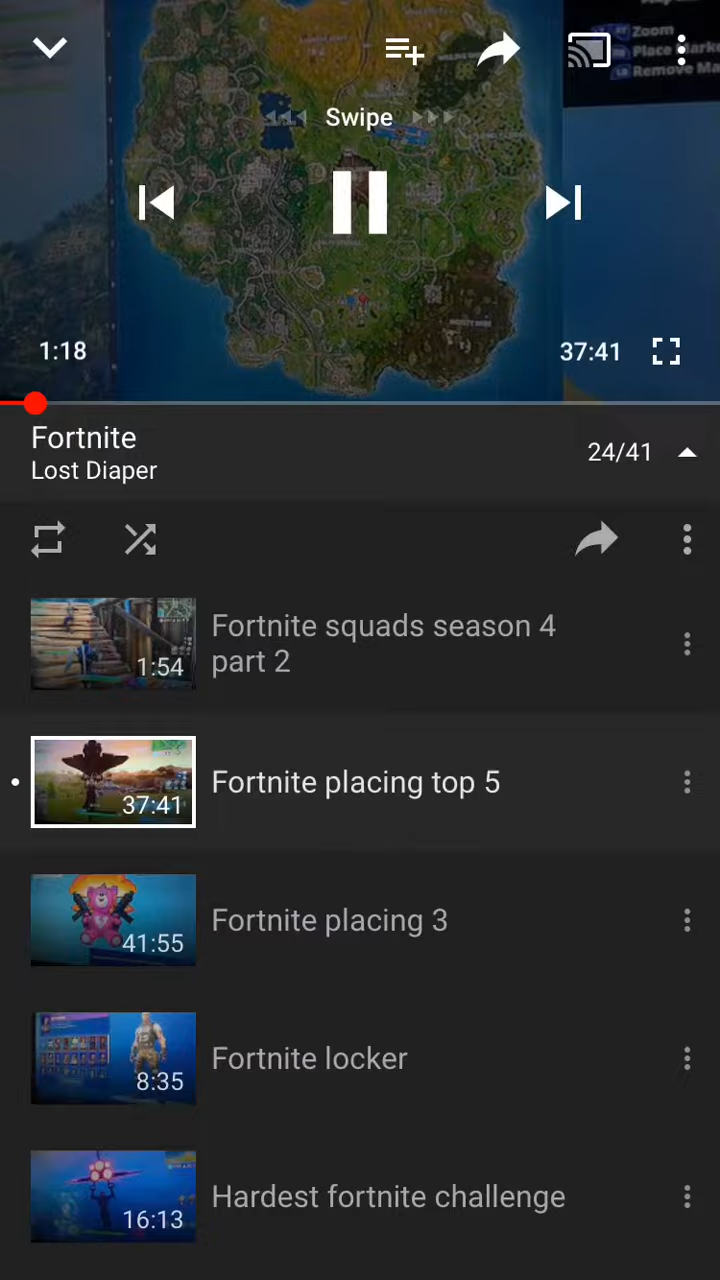 Zoom
Swipe
1:18
37:41
Fortnite
Lost Diaper
24/41
1:54
Fortnite squads season 4
part 2
37:41
Fortnite placing top 5
41:55
Fortnite placing 3
8:35
Fortnite locker
16:13
Hardest fortnite challenge